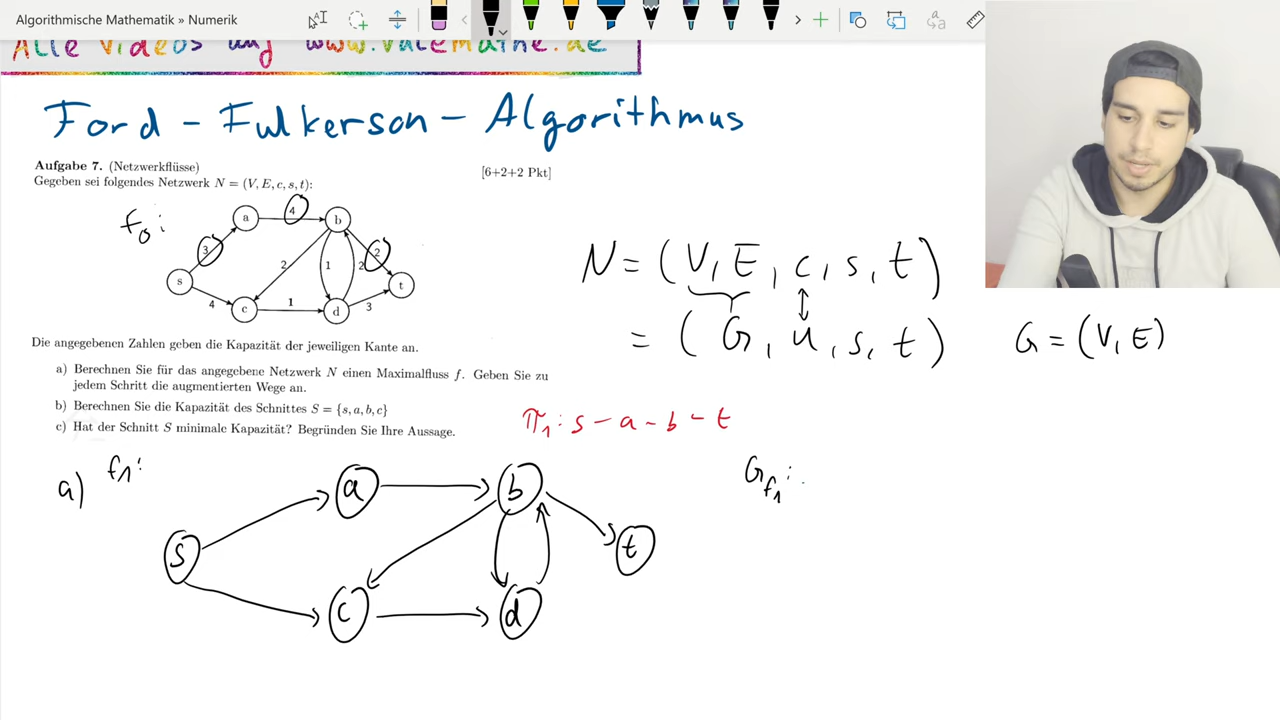 Algorithmische Mathematik » Numerik
Alle Videos auf www.valemathe.de
Ford - Fulkerson - Algorithmus
Aufgabe 7. (Netzwerkflüsse) [6+2+2 Pkt]
Gegeben sei folgendes Netzwerk N = (V, E, c, s, t):
f₀:
a 4 b
3 2
s 2 1 2 t
4 c 1 d 3
N = (V, E, c, s, t)
= (G, u, s, t) G = (V, E)
Die angegebenen Zahlen geben die Kapazität der jeweiligen Kante an.
a) Berechnen Sie für das angegebene Netzwerk N einen Maximalfluss f. Geben Sie zu
jedem Schritt die augmentierten Wege an.
b) Berechnen Sie die Kapazität des Schnittes S = {s, a, b, c}
c) Hat der Schnitt S minimale Kapazität? Begründen Sie Ihre Aussage.
π₁: s - a - b - t
a) f₁: G_f₁:
a b
s t
c d